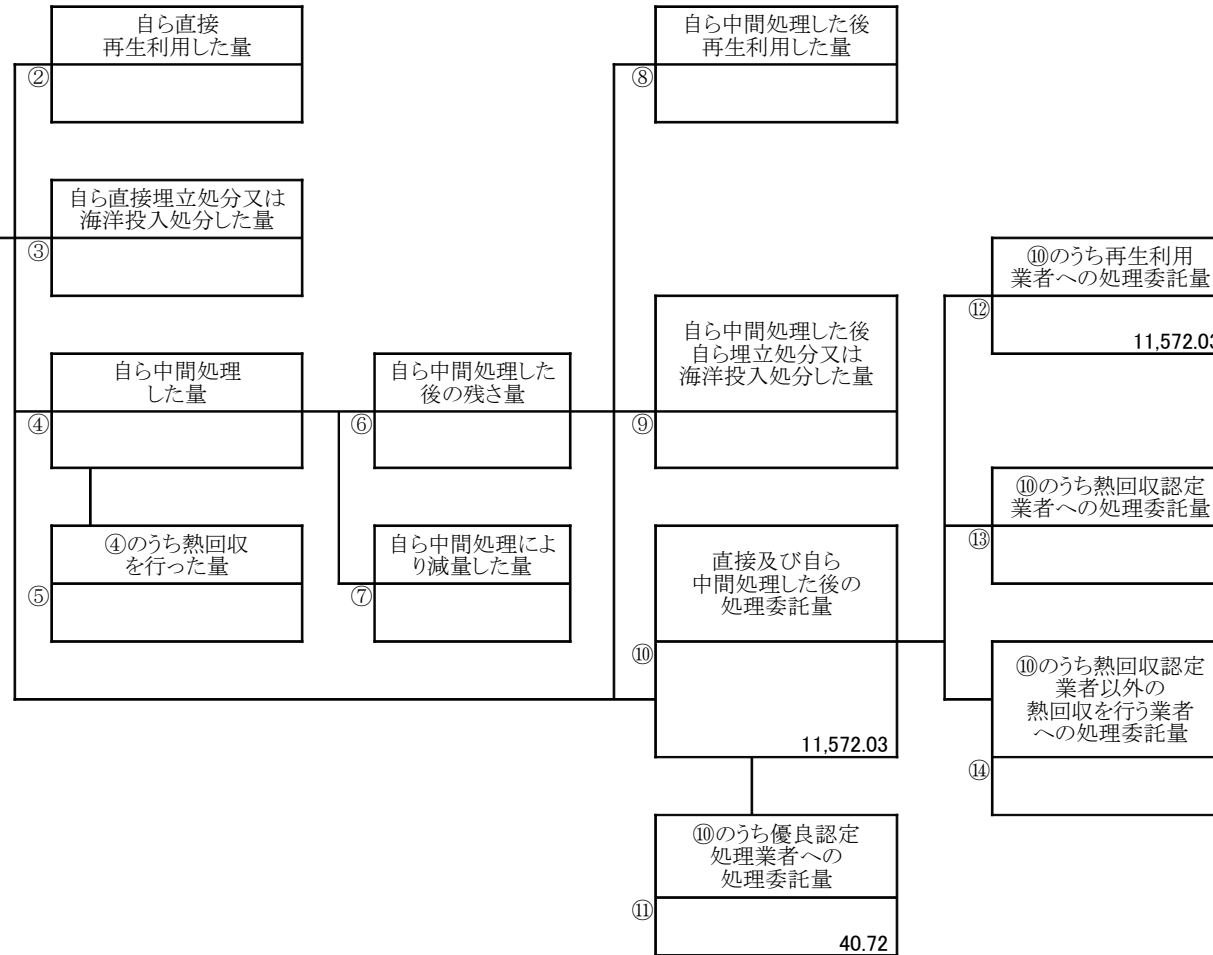 自ら直接
再生利用した量
②
自ら中間処理した後
再生利用した量
⑧
自ら直接埋立処分又は
海洋投入処分した量
③
⑩のうち再生利用
業者への処理委託量
⑫
11,572.03
自ら中間処理した後
自ら埋立処分又は
海洋投入処分した量
⑨
自ら中間処理
した量
④
自ら中間処理した
後の残さ量
⑥
⑩のうち熱回収認定
業者への処理委託量
⑬
④のうち熱回収
を行った量
⑤
自ら中間処理によ
り減量した量
⑦
直接及び自ら
中間処理した後の
処理委託量
⑩
11,572.03
⑩のうち熱回収認定
業者以外の
熱回収を行う業者
への処理委託量
⑭
⑩のうち優良認定
処理業者への
処理委託量
⑪
40.72